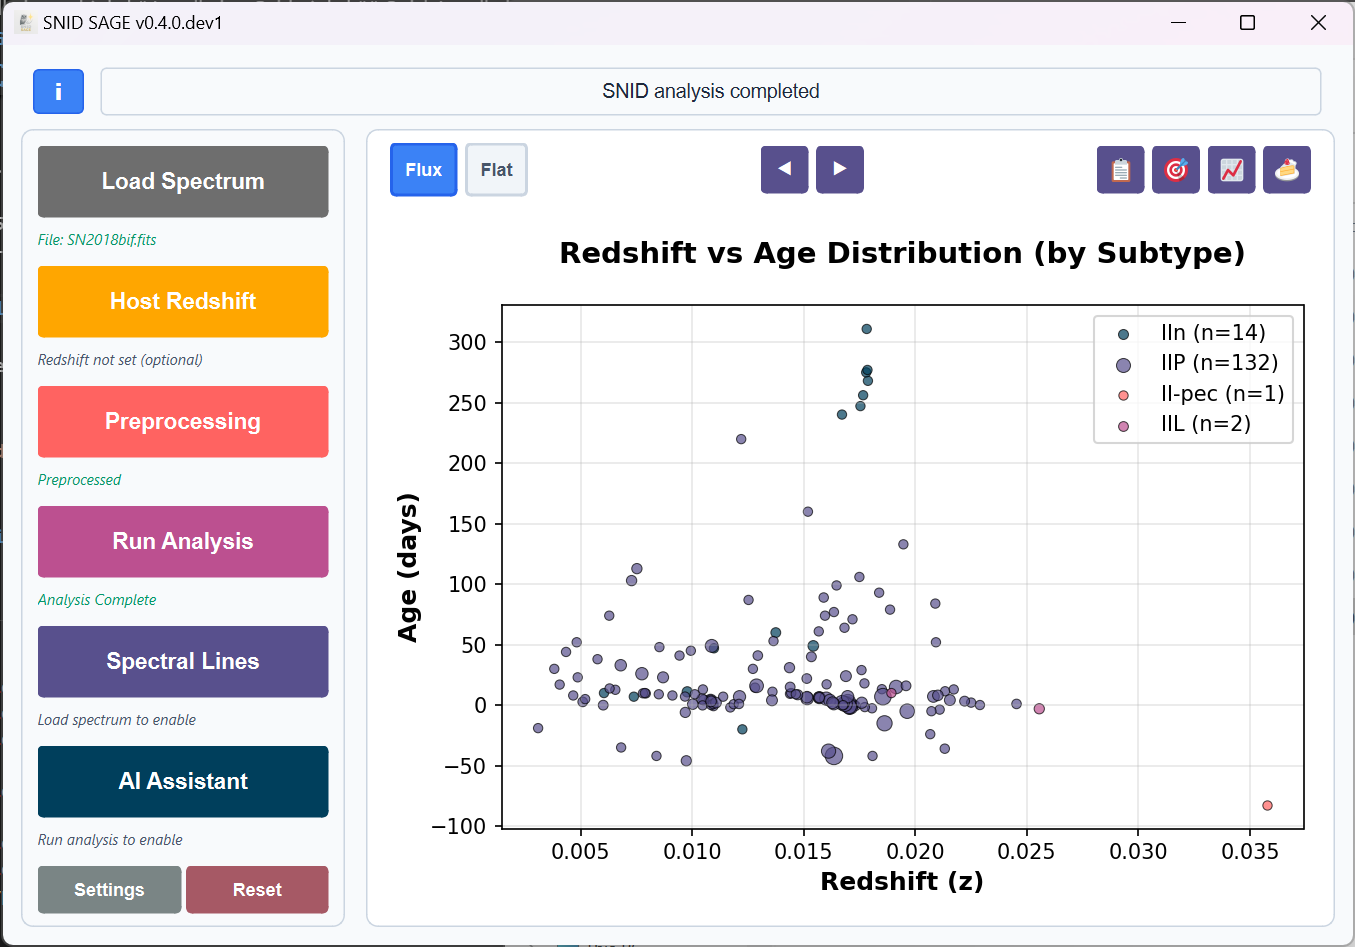 SNID SAGE v0.4.0.dev1
i
SNID analysis completed
Load Spectrum
File: SN2018bif.fits
Host Redshift
Redshift not set (optional)
Preprocessing
Preprocessed
Run Analysis
Analysis Complete
Spectral Lines
Load spectrum to enable
AI Assistant
Run analysis to enable
Settings
Reset
Flux
Flat
Redshift vs Age Distribution (by Subtype)
IIn (n=14)
IIP (n=132)
II-pec (n=1)
IIL (n=2)
Age (days)
300
250
200
150
100
50
0
−50
−100
0.005 0.010 0.015 0.020 0.025 0.030 0.035
Redshift (z)